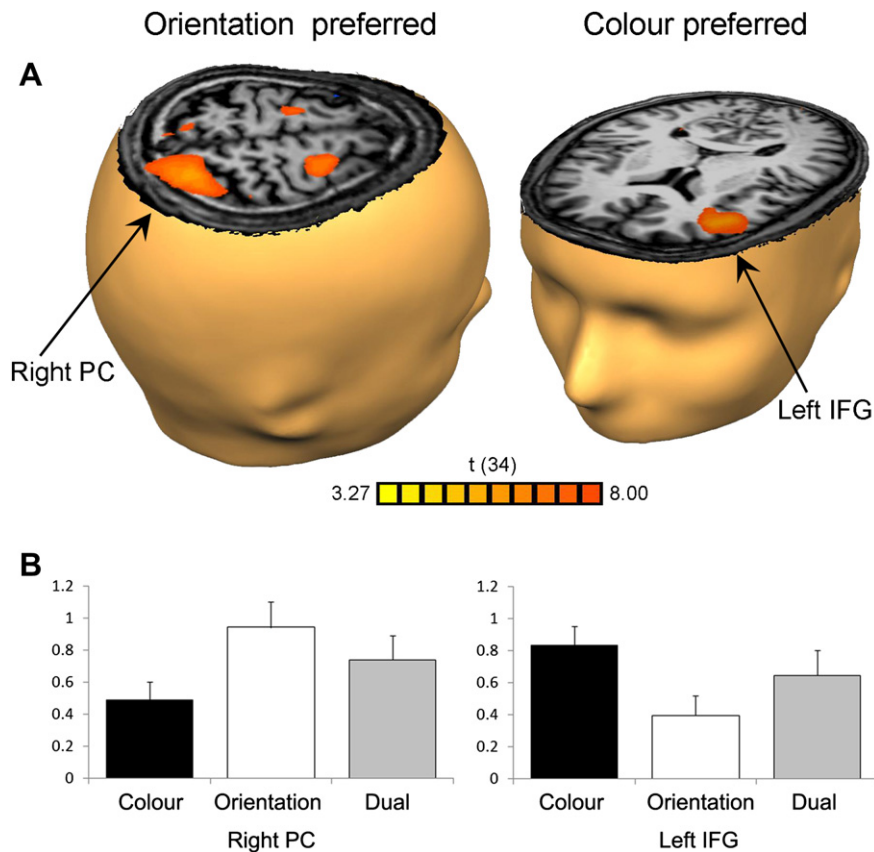 Orientation preferred
Colour preferred
A
Right PC
Left IFG
t (34)
3.27
8.00
B
1.2
1
0.8
0.6
0.4
0.2
0
Colour
Orientation
Dual
Right PC
1.2
1
0.8
0.6
0.4
0.2
0
Colour
Orientation
Dual
Left IFG